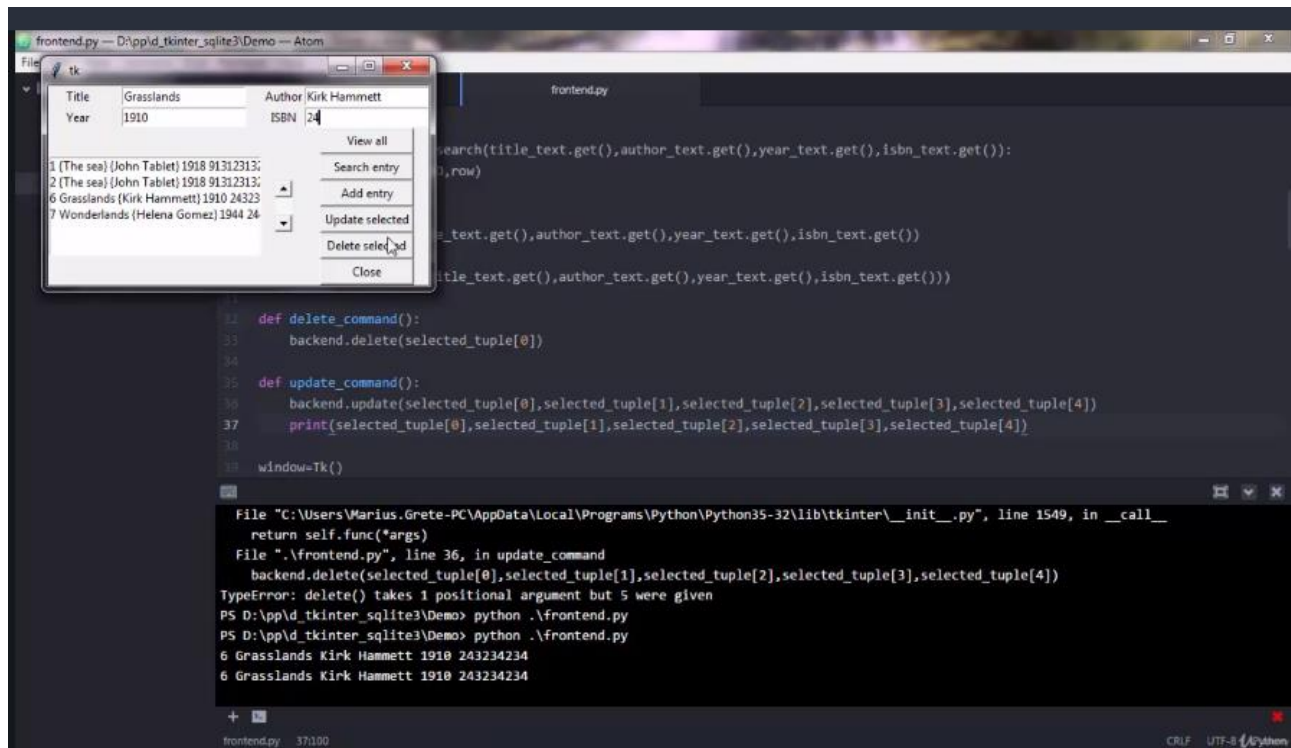 frontend.py — D:\pp\d_tkinter_sqlite3\Demo — Atom
File
tk
frontend.py
Title Grasslands Author Kirk Hammett
Year 1910 ISBN 24
View all
Search entry
Add entry
Update selected
Delete selected
Close
1 {The sea} {John Tablet} 1918 913123132
2 {The sea} {John Tablet} 1918 913123132
6 Grasslands {Kirk Hammett} 1910 24323
7 Wonderlands {Helena Gomez} 1944 24
search(title_text.get(),author_text.get(),year_text.get(),isbn_text.get()):
,row)
_text.get(),author_text.get(),year_text.get(),isbn_text.get())
itle_text.get(),author_text.get(),year_text.get(),isbn_text.get()))
31
32 def delete_command():
33 backend.delete(selected_tuple[0])
34
35 def update_command():
36 backend.update(selected_tuple[0],selected_tuple[1],selected_tuple[2],selected_tuple[3],selected_tuple[4])
37 print(selected_tuple[0],selected_tuple[1],selected_tuple[2],selected_tuple[3],selected_tuple[4])
38
39 window=Tk()
File "C:\Users\Marius.Grete-PC\AppData\Local\Programs\Python\Python35-32\lib\tkinter\__init__.py", line 1549, in __call__
return self.func(*args)
File ".\frontend.py", line 36, in update_command
backend.delete(selected_tuple[0],selected_tuple[1],selected_tuple[2],selected_tuple[3],selected_tuple[4])
TypeError: delete() takes 1 positional argument but 5 were given
PS D:\pp\d_tkinter_sqlite3\Demo> python .\frontend.py
PS D:\pp\d_tkinter_sqlite3\Demo> python .\frontend.py
6 Grasslands Kirk Hammett 1910 243234234
6 Grasslands Kirk Hammett 1910 243234234
frontend.py 37:100 CRLF UTF-8 Python